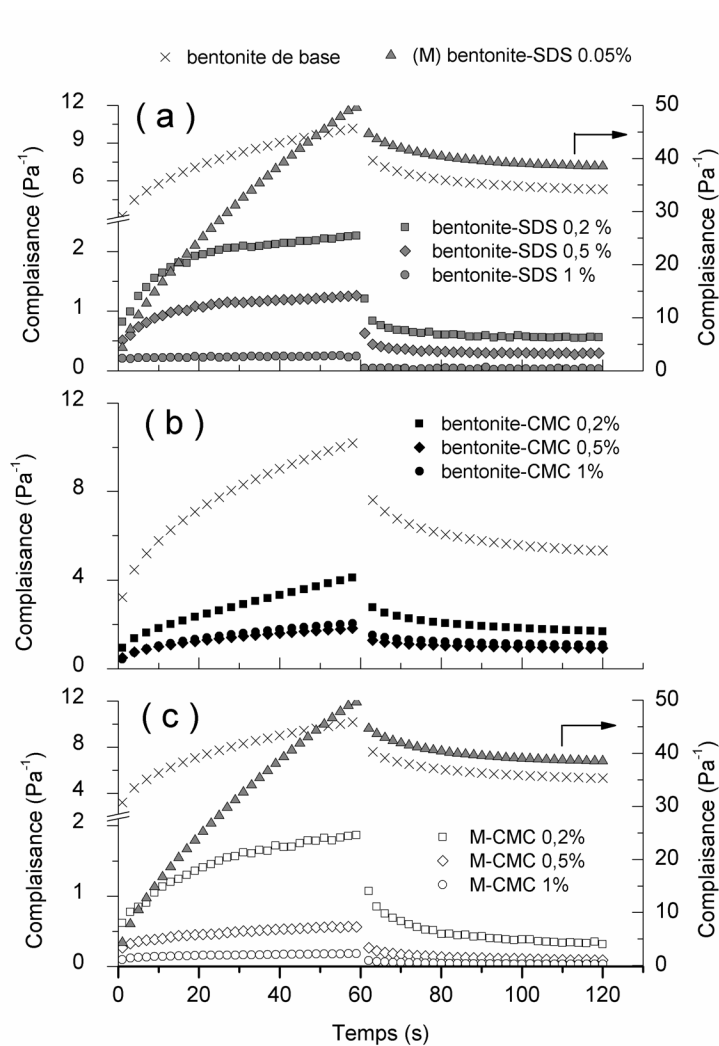 bentonite de base
(M) bentonite-SDS 0.05%
( a )
12
9
6
2
1
0
Complaisance (Pa-1)
bentonite-SDS 0,2 %
bentonite-SDS 0,5 %
bentonite-SDS 1 %
50
40
30
20
10
0
Complaisance (Pa-1)
( b )
12
8
4
0
Complaisance (Pa-1)
bentonite-CMC 0,2%
bentonite-CMC 0,5%
bentonite-CMC 1%
( c )
12
10
8
6
4
2
1
0
Complaisance (Pa-1)
M-CMC 0,2%
M-CMC 0,5%
M-CMC 1%
50
40
30
20
10
0
Complaisance (Pa-1)
0
20
40
60
80
100
120
Temps (s)